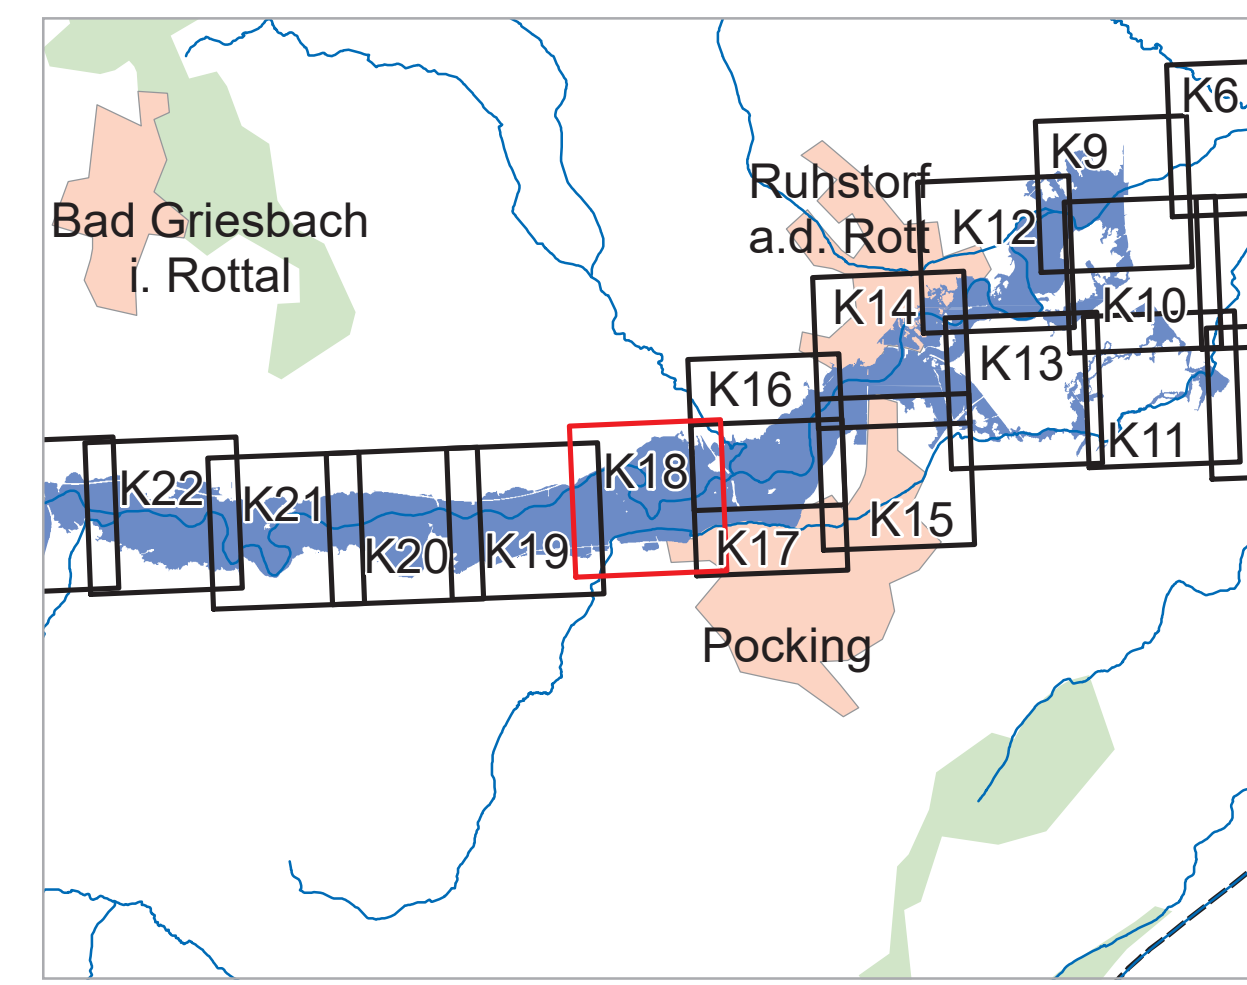 K6
K9
Ruhstorf
a.d. Rott
Bad Griesbach
i. Rottal
K12
K14
K10
K13
K16
K11
K18
K22
K21
K15
K20
K19
K17
Pocking